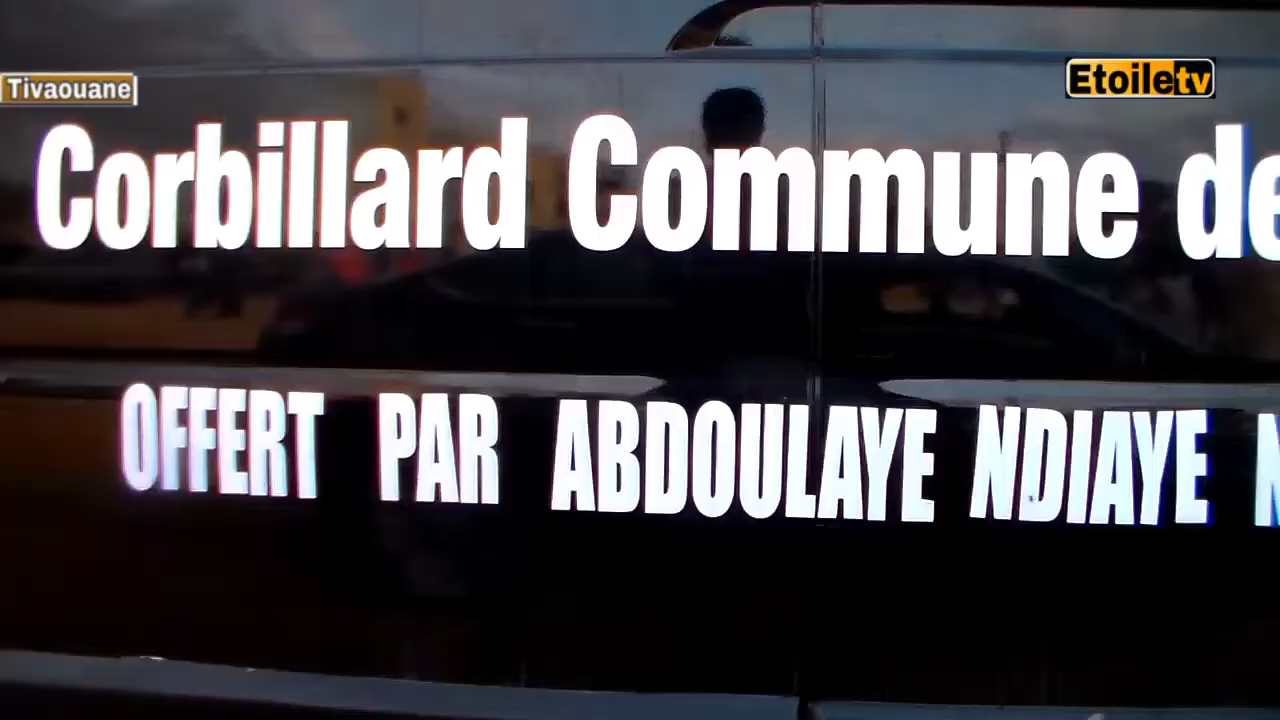 Tivaouane
Etoiletv
Corbillard Commune de
OFFERT PAR ABDOULAYE NDIAYE